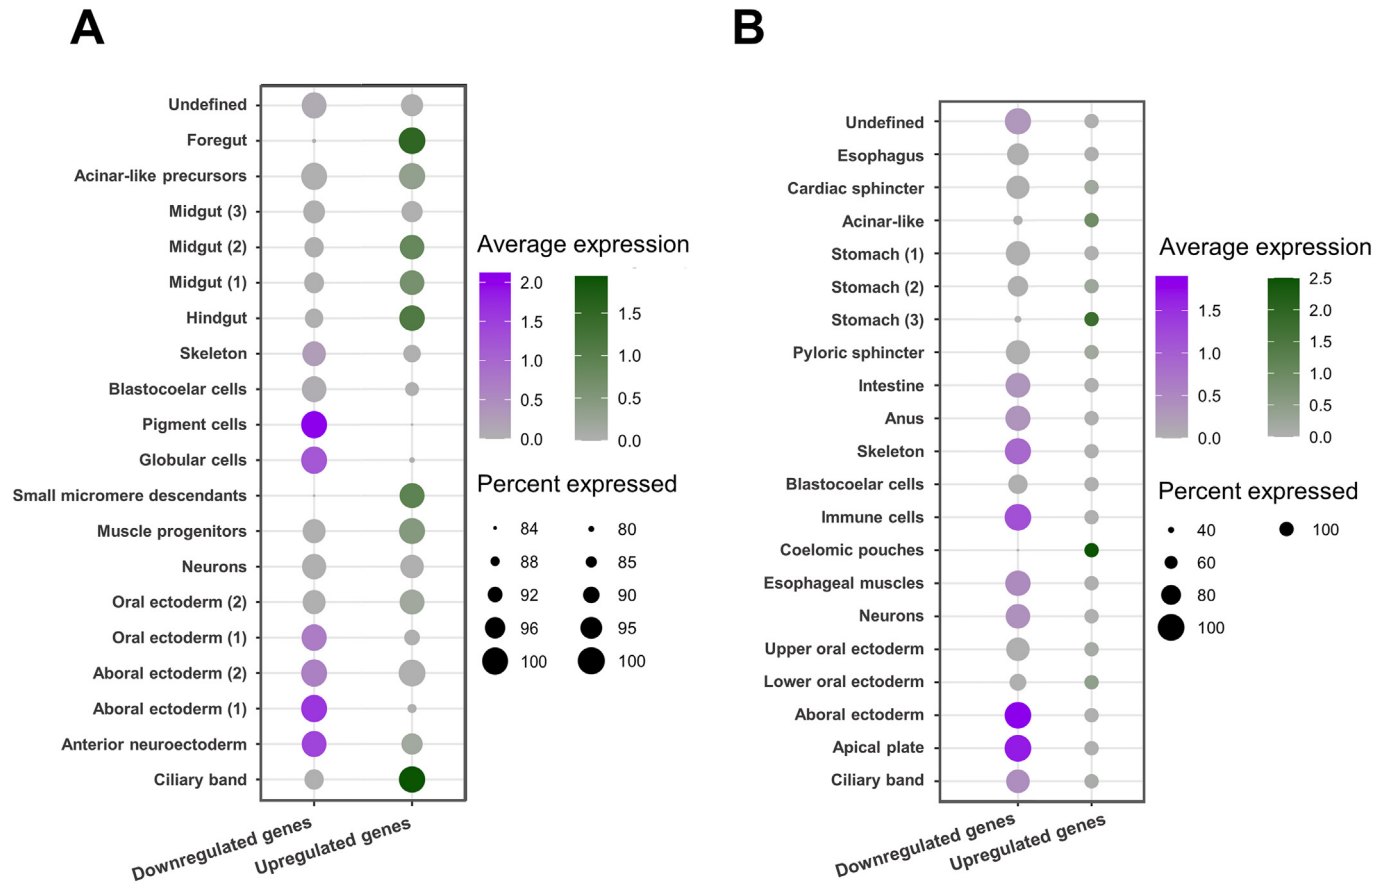 A
Undefined
Foregut
Acinar-like precursors
Midgut (3)
Midgut (2)
Midgut (1)
Hindgut
Skeleton
Blastocoelar cells
Pigment cells
Globular cells
Small micromere descendants
Muscle progenitors
Neurons
Oral ectoderm (2)
Oral ectoderm (1)
Aboral ectoderm (2)
Aboral ectoderm (1)
Anterior neuroectoderm
Ciliary band
Downregulated genes
Upregulated genes
Average expression
2.0
1.5
1.0
0.5
0.0
1.5
1.0
0.5
0.0
Percent expressed
84 80
88 85
92 90
96 95
100 100
B
Undefined
Esophagus
Cardiac sphincter
Acinar-like
Stomach (1)
Stomach (2)
Stomach (3)
Pyloric sphincter
Intestine
Anus
Skeleton
Blastocoelar cells
Immune cells
Coelomic pouches
Esophageal muscles
Neurons
Upper oral ectoderm
Lower oral ectoderm
Aboral ectoderm
Apical plate
Ciliary band
Downregulated genes
Upregulated genes
Average expression
1.5
1.0
0.5
0.0
2.5
2.0
1.5
1.0
0.5
0.0
Percent expressed
40 100
60
80
100